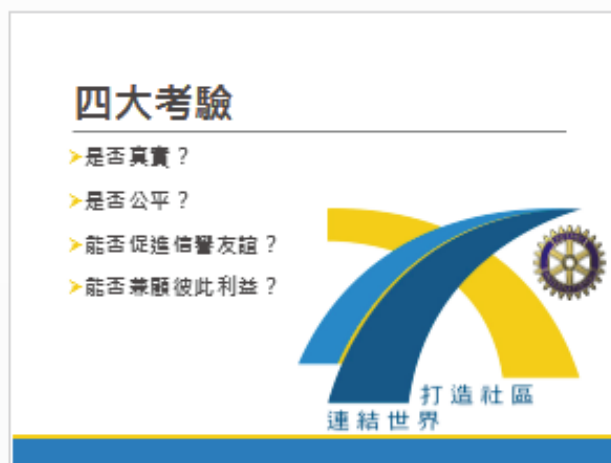 四大考驗
➤是否真實？
➤是否公平？
➤能否促進信譽友誼？
➤能否兼顧彼此利益？
打造社區
連結世界